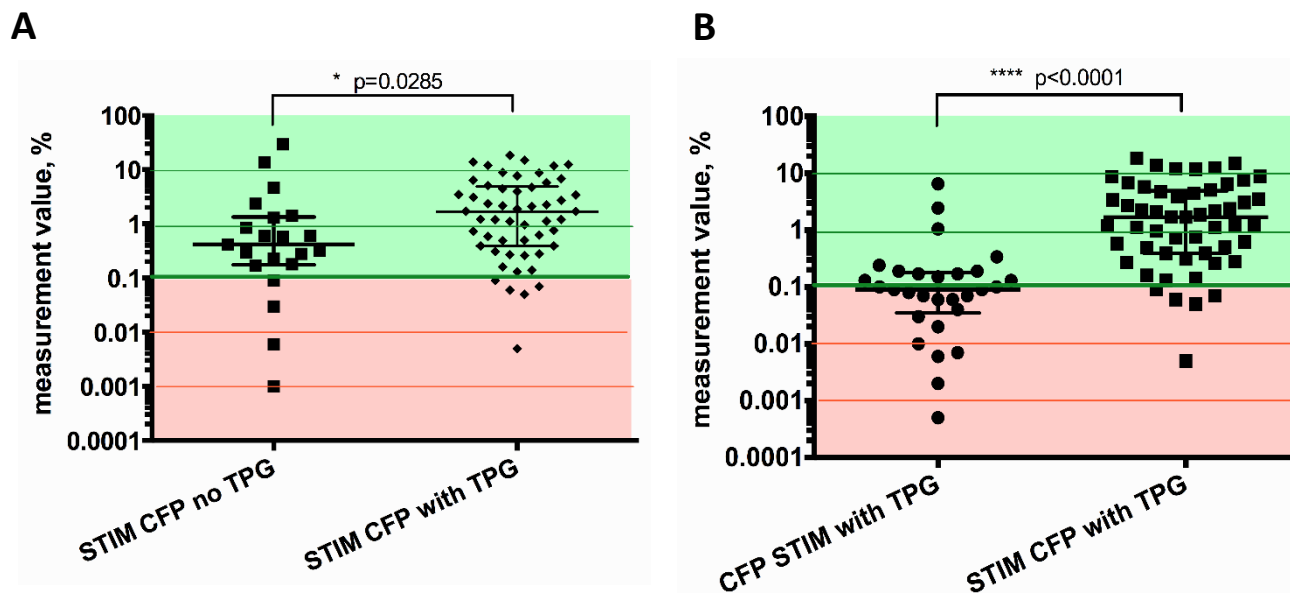 A
* p=0.0285
measurement value, %
100
10
1
0.1
0.01
0.001
0.0001
STIM CFP no TPG
STIM CFP with TPG
B
**** p<0.0001
measurement value, %
100
10
1
0.1
0.01
0.001
0.0001
CFP STIM with TPG
STIM CFP with TPG